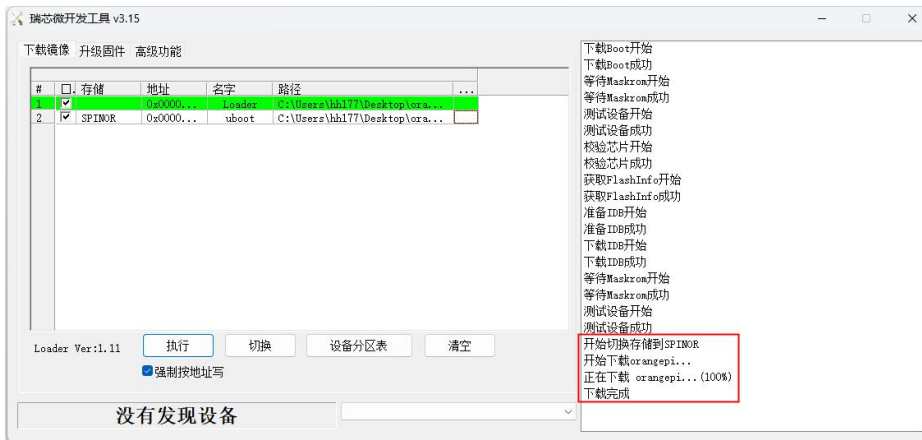 瑞芯微开发工具 v3.15
下载镜像 升级固件 高级功能
# 口. 存储 地址 名字 路径 ...
1 0x0000... Loader C:\Users\hh177\Desktop\ora...
2 SPINOR 0x0000... uboot C:\Users\hh177\Desktop\ora...
Loader Ver:1.11 执行 切换 设备分区表 清空
强制按地址写
没有发现设备
下载Boot开始
下载Boot成功
等待Maskrom开始
等待Maskrom成功
测试设备开始
测试设备成功
校验芯片开始
校验芯片成功
获取FlashInfo开始
获取FlashInfo成功
准备IDB开始
准备IDB成功
下载IDB开始
下载IDB成功
等待Maskrom开始
等待Maskrom成功
测试设备开始
测试设备成功
开始切换存储到SPINOR
开始下载orangepi...
正在下载 orangepi...(100%)
下载完成